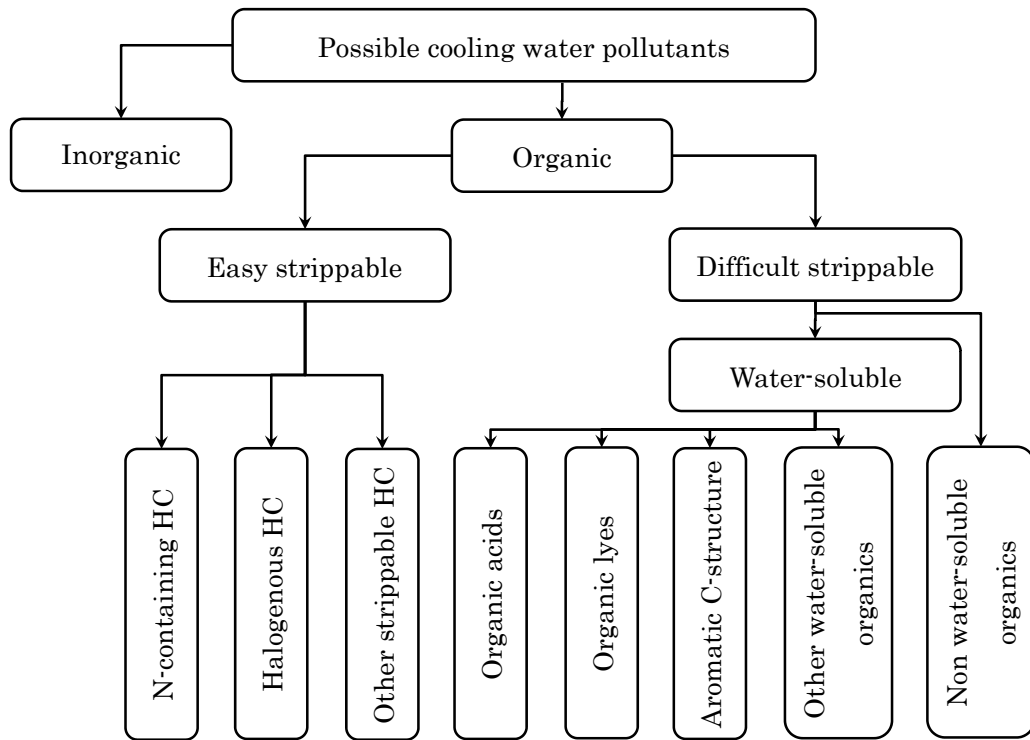 Possible cooling water pollutants
Inorganic
Organic
Easy strippable
Difficult strippable
Water-soluble
N-containing HC
Halogenous HC
Other strippable HC
Organic acids
Organic lyes
Aromatic C-structure
Other water-soluble
organics
Non water-soluble
organics